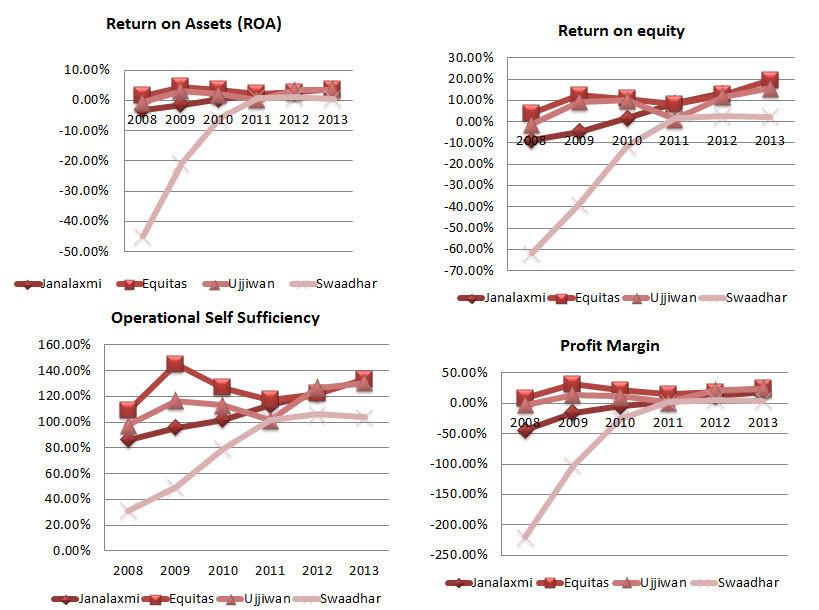 Return on Assets (ROA)
10.00%
0.00%
-10.00%
-20.00%
-30.00%
-40.00%
-50.00%
2008 2009 2010 2011 2012 2013
Janalaxmi Equitas Ujjiwan Swaadhar
Return on equity
30.00%
20.00%
10.00%
0.00%
-10.00%
-20.00%
-30.00%
-40.00%
-50.00%
-60.00%
-70.00%
2008 2009 2010 2011 2012 2013
Janalaxmi Equitas Ujjiwan Swaadhar
Operational Self Sufficiency
160.00%
140.00%
120.00%
100.00%
80.00%
60.00%
40.00%
20.00%
0.00%
2008 2009 2010 2011 2012 2013
Janalaxmi Equitas Ujjiwan Swaadhar
Profit Margin
50.00%
0.00%
-50.00%
-100.00%
-150.00%
-200.00%
-250.00%
2008 2009 2010 2011 2012 2013
Janalaxmi Equitas Ujjiwan Swaadhar